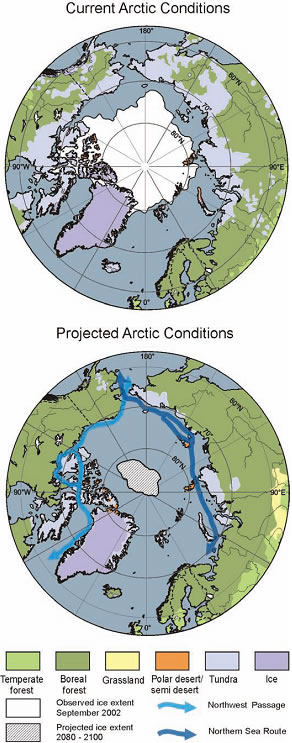 Current Arctic Conditions
180°
60°N
70°
80°N
90°W
90°E
0°
Projected Arctic Conditions
180°
60°N
70°
80°N
90°W
90°E
0°
Temperate forest
Boreal forest
Grassland
Polar desert/ semi desert
Tundra
Ice
Observed ice extent September 2002
Northwest Passage
Projected ice extent 2080 - 2100
Northern Sea Route